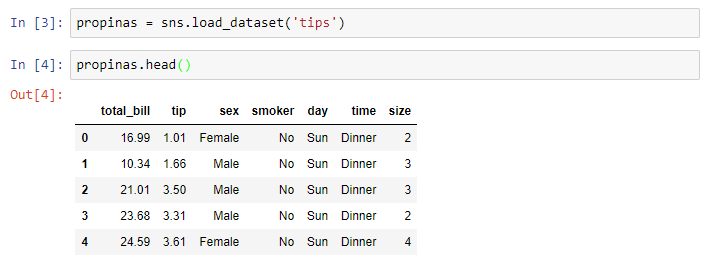 In [3]: propinas = sns.load_dataset('tips')
In [4]: propinas.head()
Out[4]:
total_bill tip sex smoker day time size
0 16.99 1.01 Female No Sun Dinner 2
1 10.34 1.66 Male No Sun Dinner 3
2 21.01 3.50 Male No Sun Dinner 3
3 23.68 3.31 Male No Sun Dinner 2
4 24.59 3.61 Female No Sun Dinner 4